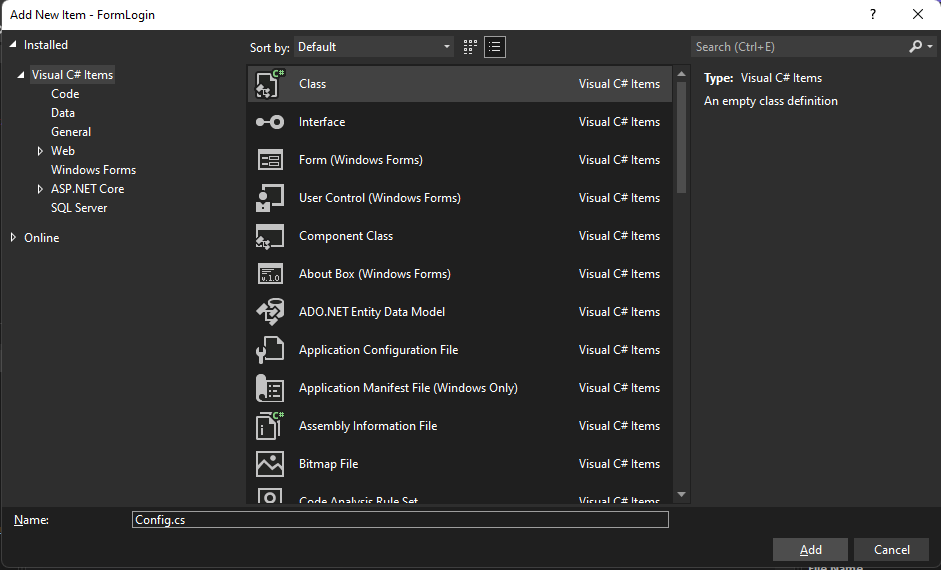 Add New Item - FormLogin
?
Installed
Sort by: Default
Search (Ctrl+E)
Visual C# Items
Code
Data
General
Web
Windows Forms
ASP.NET Core
SQL Server
Online
C# Class Visual C# Items
Interface Visual C# Items
Form (Windows Forms) Visual C# Items
User Control (Windows Forms) Visual C# Items
Component Class Visual C# Items
v.1.0 About Box (Windows Forms) Visual C# Items
ADO.NET Entity Data Model Visual C# Items
Application Configuration File Visual C# Items
Application Manifest File (Windows Only) Visual C# Items
C# Assembly Information File Visual C# Items
Bitmap File Visual C# Items
Code Analysis Rule Set Visual C# Items
Type: Visual C# Items
An empty class definition
Name: Config.cs
Add Cancel
File Name